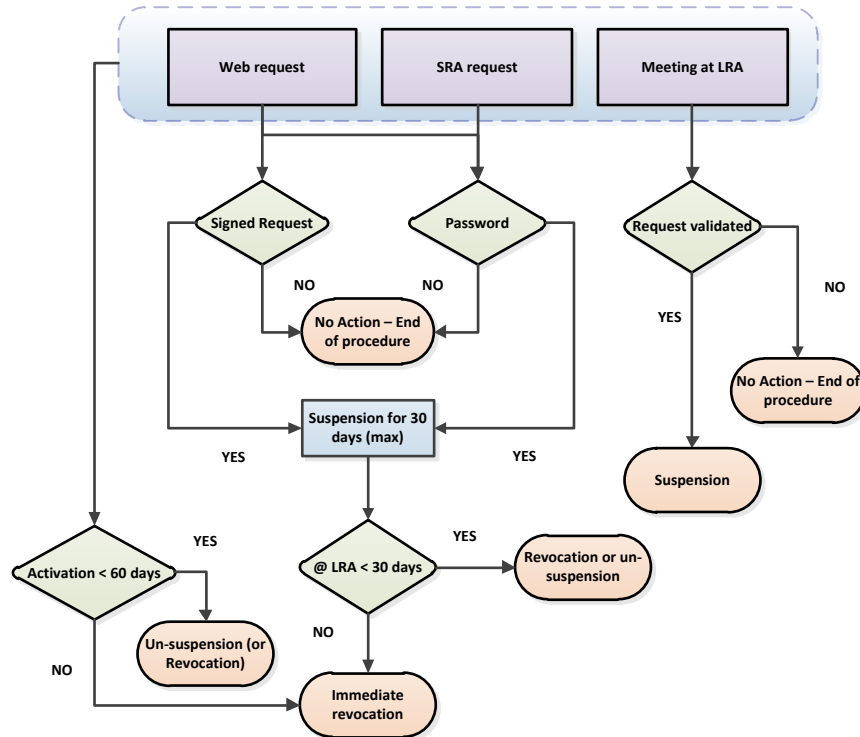 Web request
SRA request
Meeting at LRA
Signed Request
Password
Request validated
NO
NO
NO
No Action – End
of procedure
YES
No Action – End of
procedure
Suspension for 30
days (max)
YES
YES
Suspension
YES
YES
Activation < 60 days
@ LRA < 30 days
Revocation or un-
suspension
NO
Un-suspension (or
Revocation)
NO
Immediate
revocation